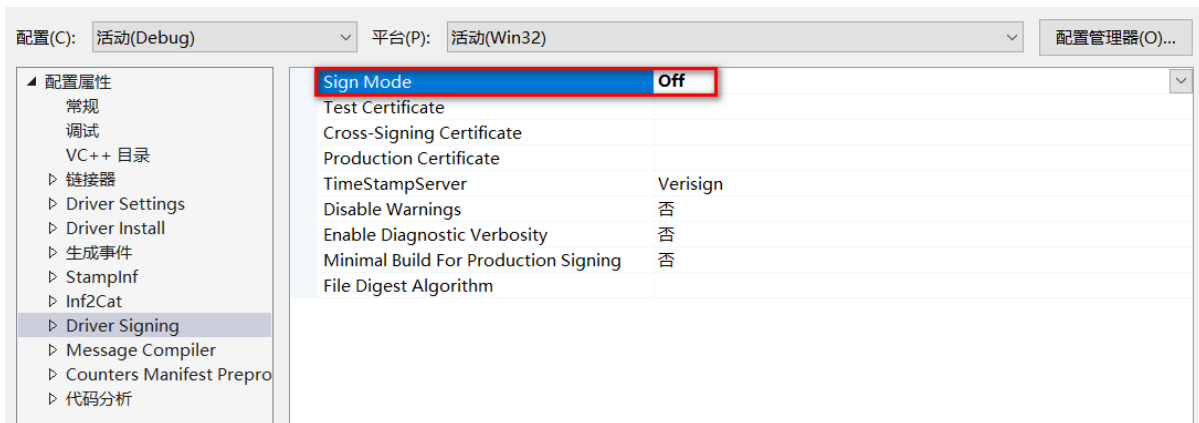 配置(C): 活动(Debug) 平台(P): 活动(Win32) 配置管理器(O)...
配置属性
常规
调试
VC++ 目录
链接器
Driver Settings
Driver Install
生成事件
StampInf
Inf2Cat
Driver Signing
Message Compiler
Counters Manifest Prepro
代码分析
Sign Mode Off
Test Certificate
Cross-Signing Certificate
Production Certificate
TimeStampServer Verisign
Disable Warnings 否
Enable Diagnostic Verbosity 否
Minimal Build For Production Signing 否
File Digest Algorithm